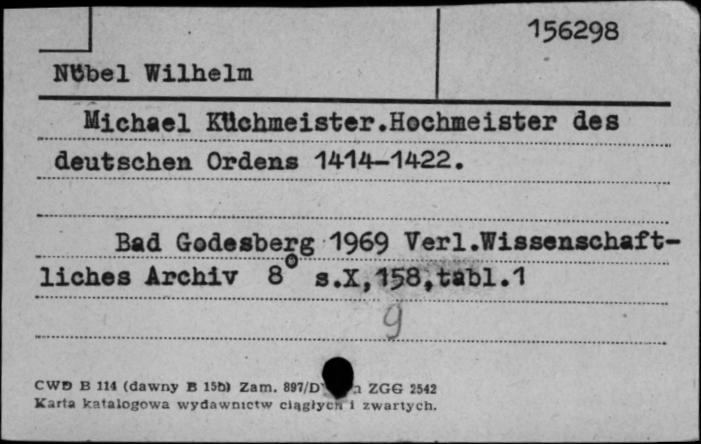 156298
Nöbel Wilhelm
Michael Küchmeister.Hochmeister des
deutschen Ordens 1414-1422.
Bad Godesberg 1969 Verl.Wissenschaft-
liches Archiv 8° s.X,158,tabl.1
9
CWD B 114 (dawny B 15b) Zam. 897/D ZGG 2542
Karta katalogowa wydawnictw ciągłych i zwartych.